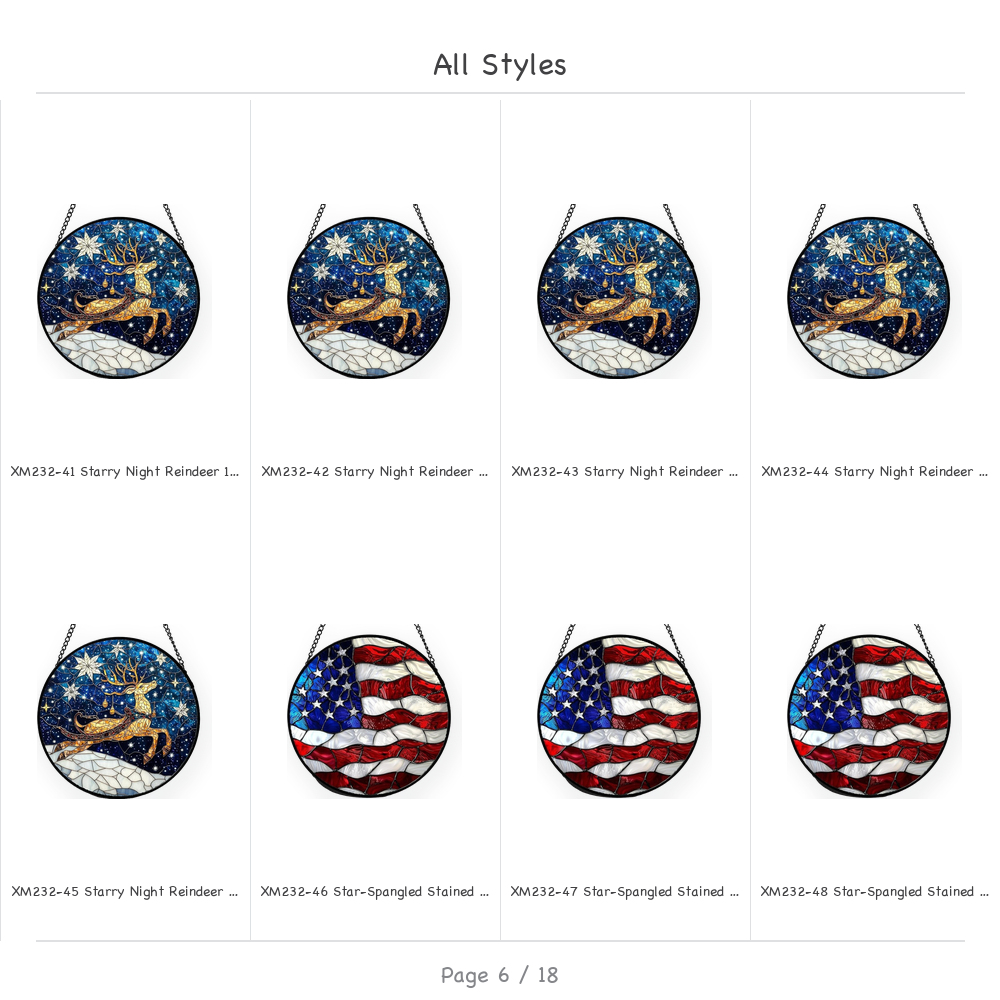 All Styles
XM232-41 Starry Night Reindeer 1...
XM232-42 Starry Night Reindeer ...
XM232-43 Starry Night Reindeer ...
XM232-44 Starry Night Reindeer ...
XM232-45 Starry Night Reindeer ...
XM232-46 Star-Spangled Stained ...
XM232-47 Star-Spangled Stained ...
XM232-48 Star-Spangled Stained ...
Page 6 / 18